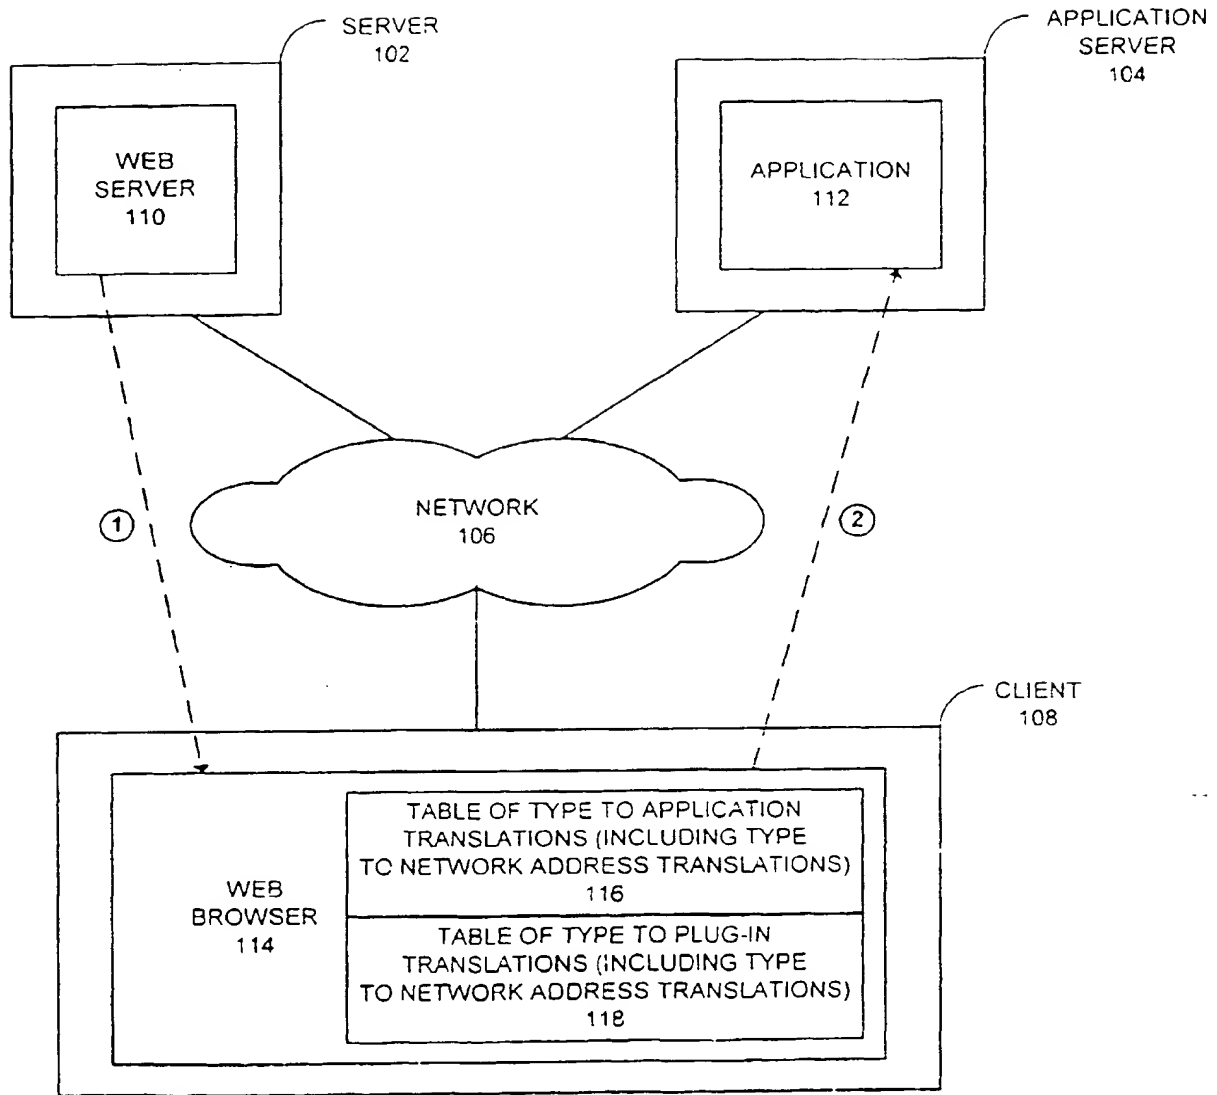 SERVER
102
APPLICATION
SERVER
104
WEB
SERVER
110
APPLICATION
112
NETWORK
106
1
2
CLIENT
108
TABLE OF TYPE TO APPLICATION
TRANSLATIONS (INCLUDING TYPE
TO NETWORK ADDRESS TRANSLATIONS)
116
WEB
BROWSER
114
TABLE OF TYPE TO PLUG-IN
TRANSLATIONS (INCLUDING TYPE
TO NETWORK ADDRESS TRANSLATIONS)
118